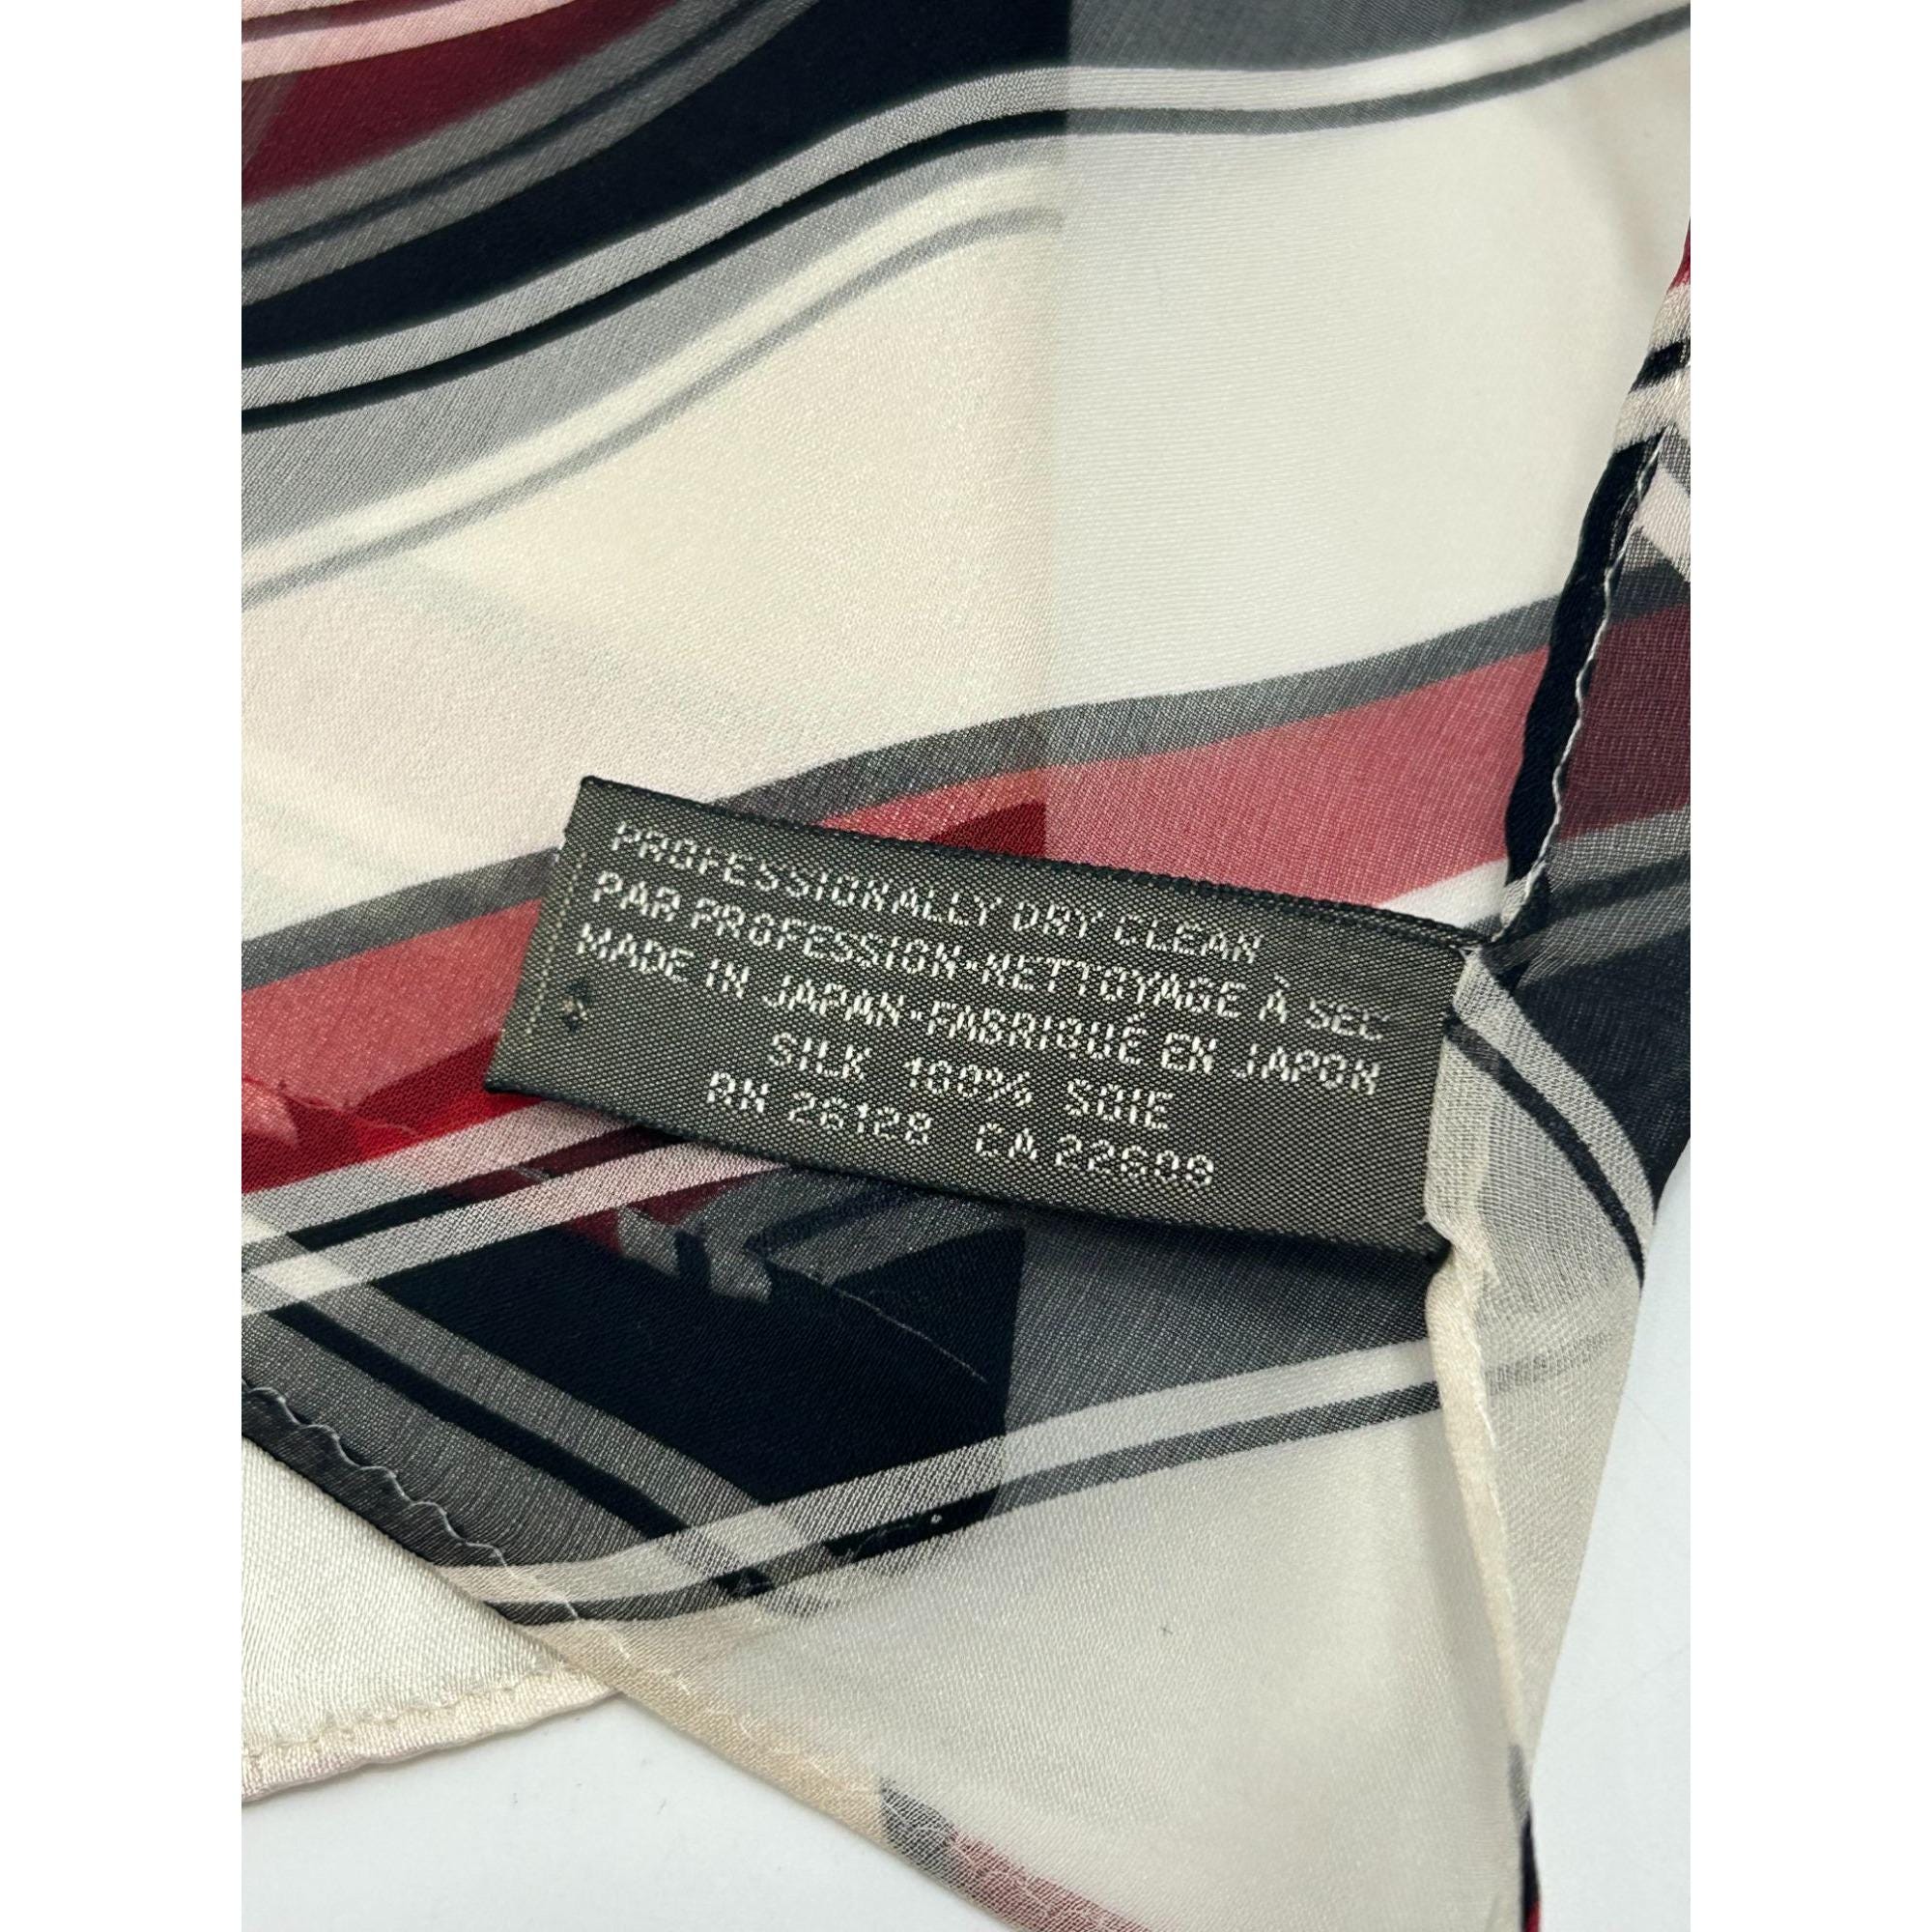 PROFESSIONALLY DRY CLEAN
PAR PROFESSION-NETTOYAGE À SEC
MADE IN JAPAN-FABRIQUÉ EN JAPON
SILK 100% SOIE
RN 26128 CA 22609